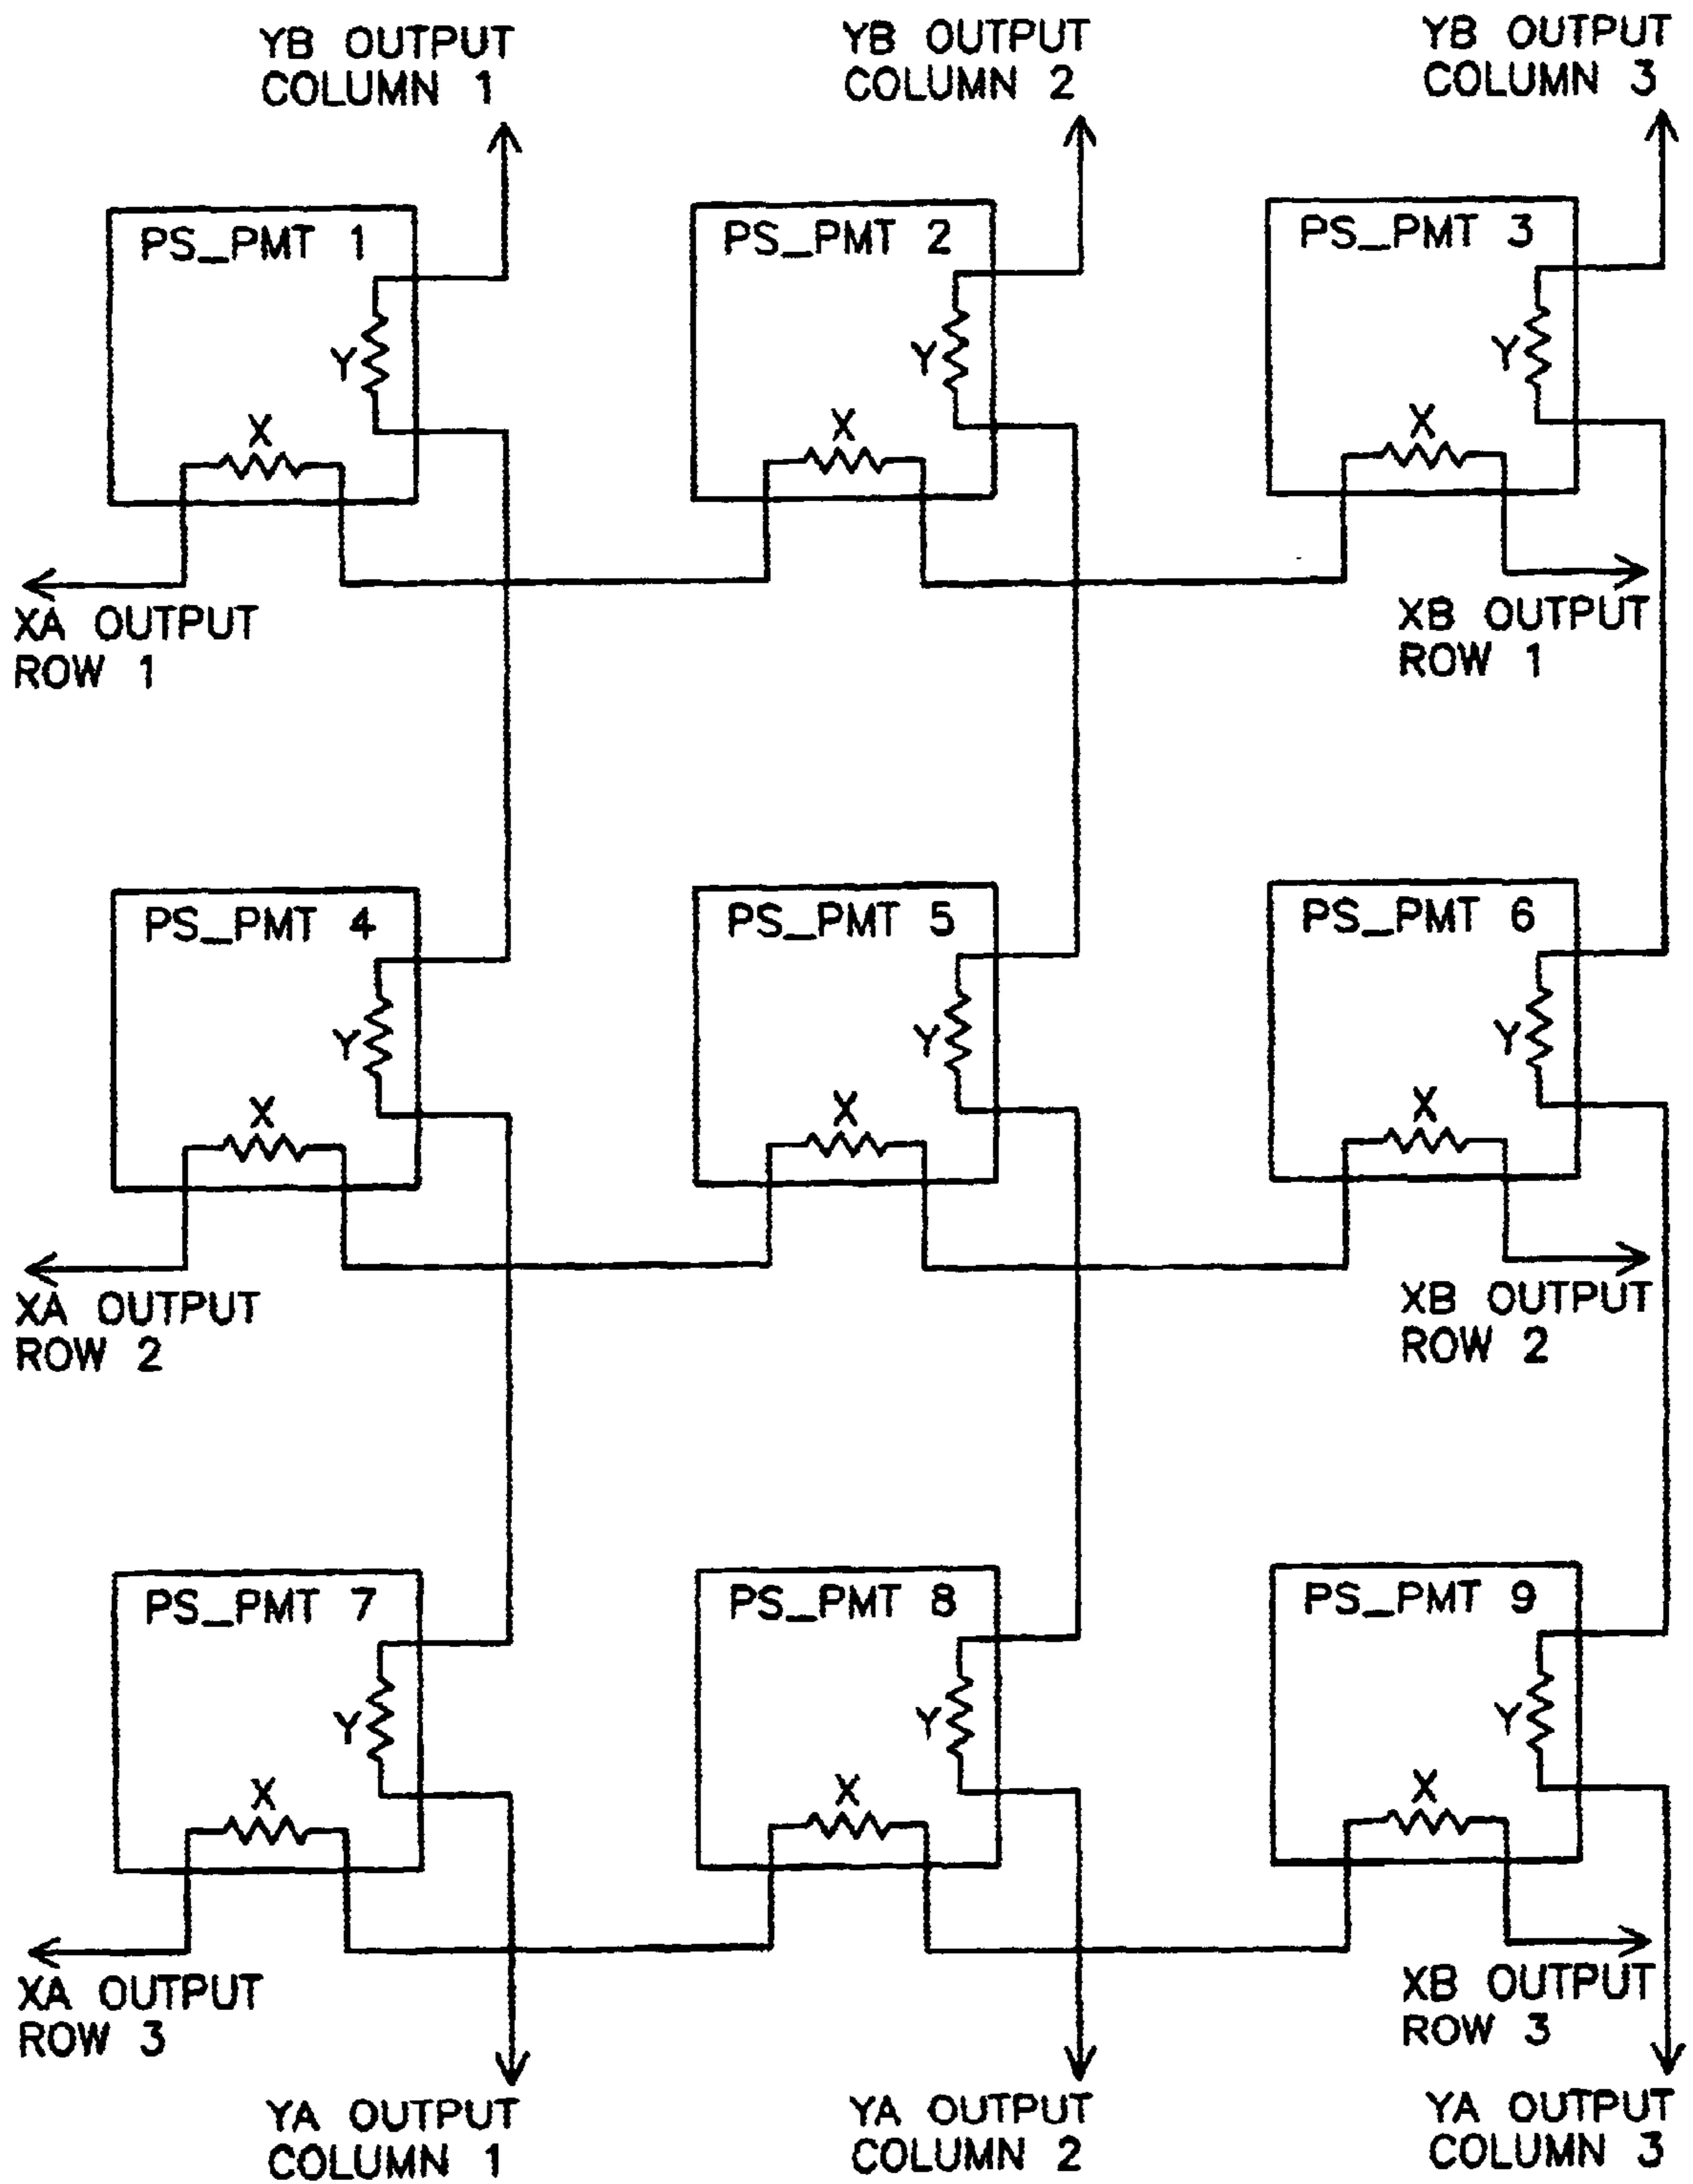 YB OUTPUT
COLUMN 1
YB OUTPUT
COLUMN 2
YB OUTPUT
COLUMN 3
PS_PMT 1
Y
X
PS_PMT 2
Y
X
PS_PMT 3
Y
X
XA OUTPUT
ROW 1
XB OUTPUT
ROW 1
PS_PMT 4
Y
X
PS_PMT 5
Y
X
PS_PMT 6
Y
X
XA OUTPUT
ROW 2
XB OUTPUT
ROW 2
PS_PMT 7
Y
X
PS_PMT 8
Y
X
PS_PMT 9
Y
X
XA OUTPUT
ROW 3
XB OUTPUT
ROW 3
YA OUTPUT
COLUMN 1
YA OUTPUT
COLUMN 2
YA OUTPUT
COLUMN 3